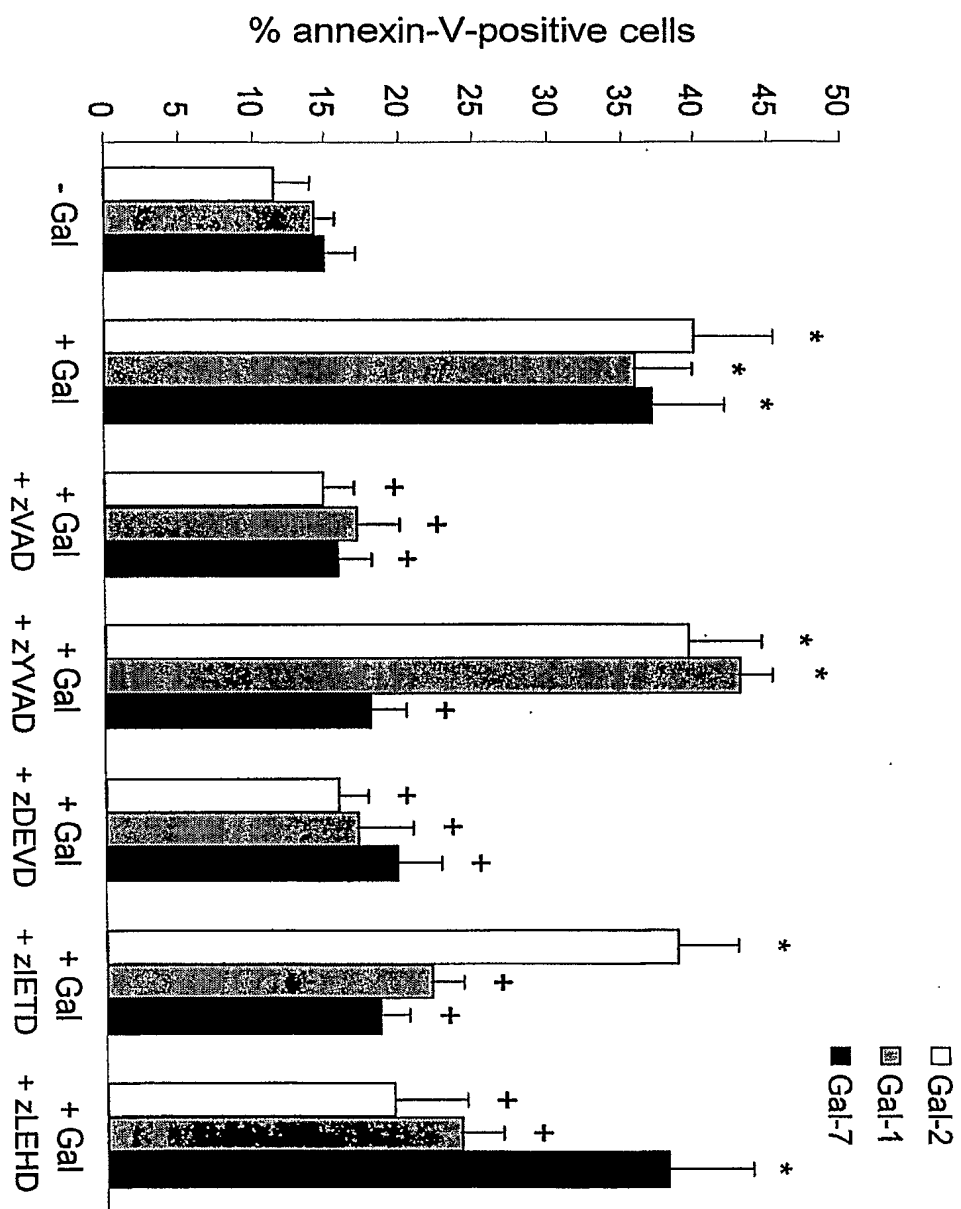 % annexin-V-positive cells
50
45
40
35
30
25
20
15
10
5
0
* * *
+ + +
* * +
+ + +
* + +
+ + *
- Gal
+ Gal
+ Gal
+ zVAD
+ Gal
+ zYVAD
+ Gal
+ zDEVD
+ Gal
+ zIETD
+ Gal
+ zLEHD
Gal-2
Gal-1
Gal-7